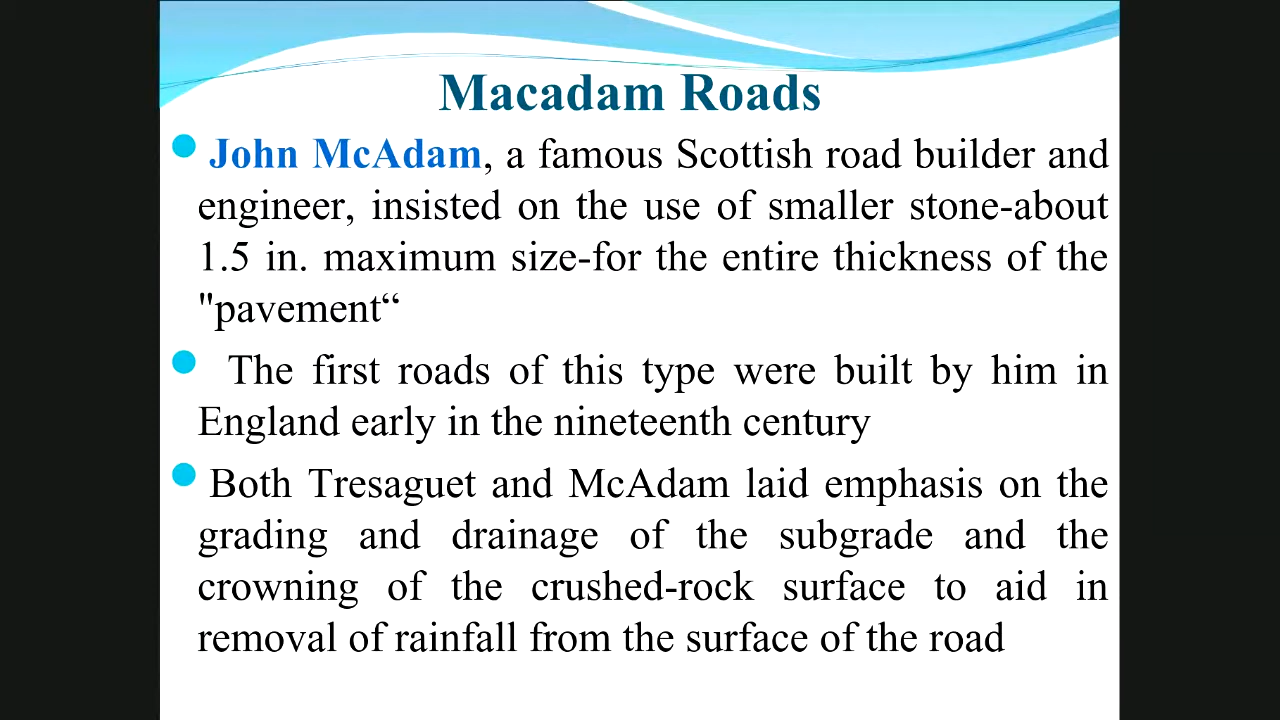 Macadam Roads
John McAdam, a famous Scottish road builder and
engineer, insisted on the use of smaller stone-about
1.5 in. maximum size-for the entire thickness of the
"pavement“
The first roads of this type were built by him in
England early in the nineteenth century
Both Tresaguet and McAdam laid emphasis on the
grading and drainage of the subgrade and the
crowning of the crushed-rock surface to aid in
removal of rainfall from the surface of the road